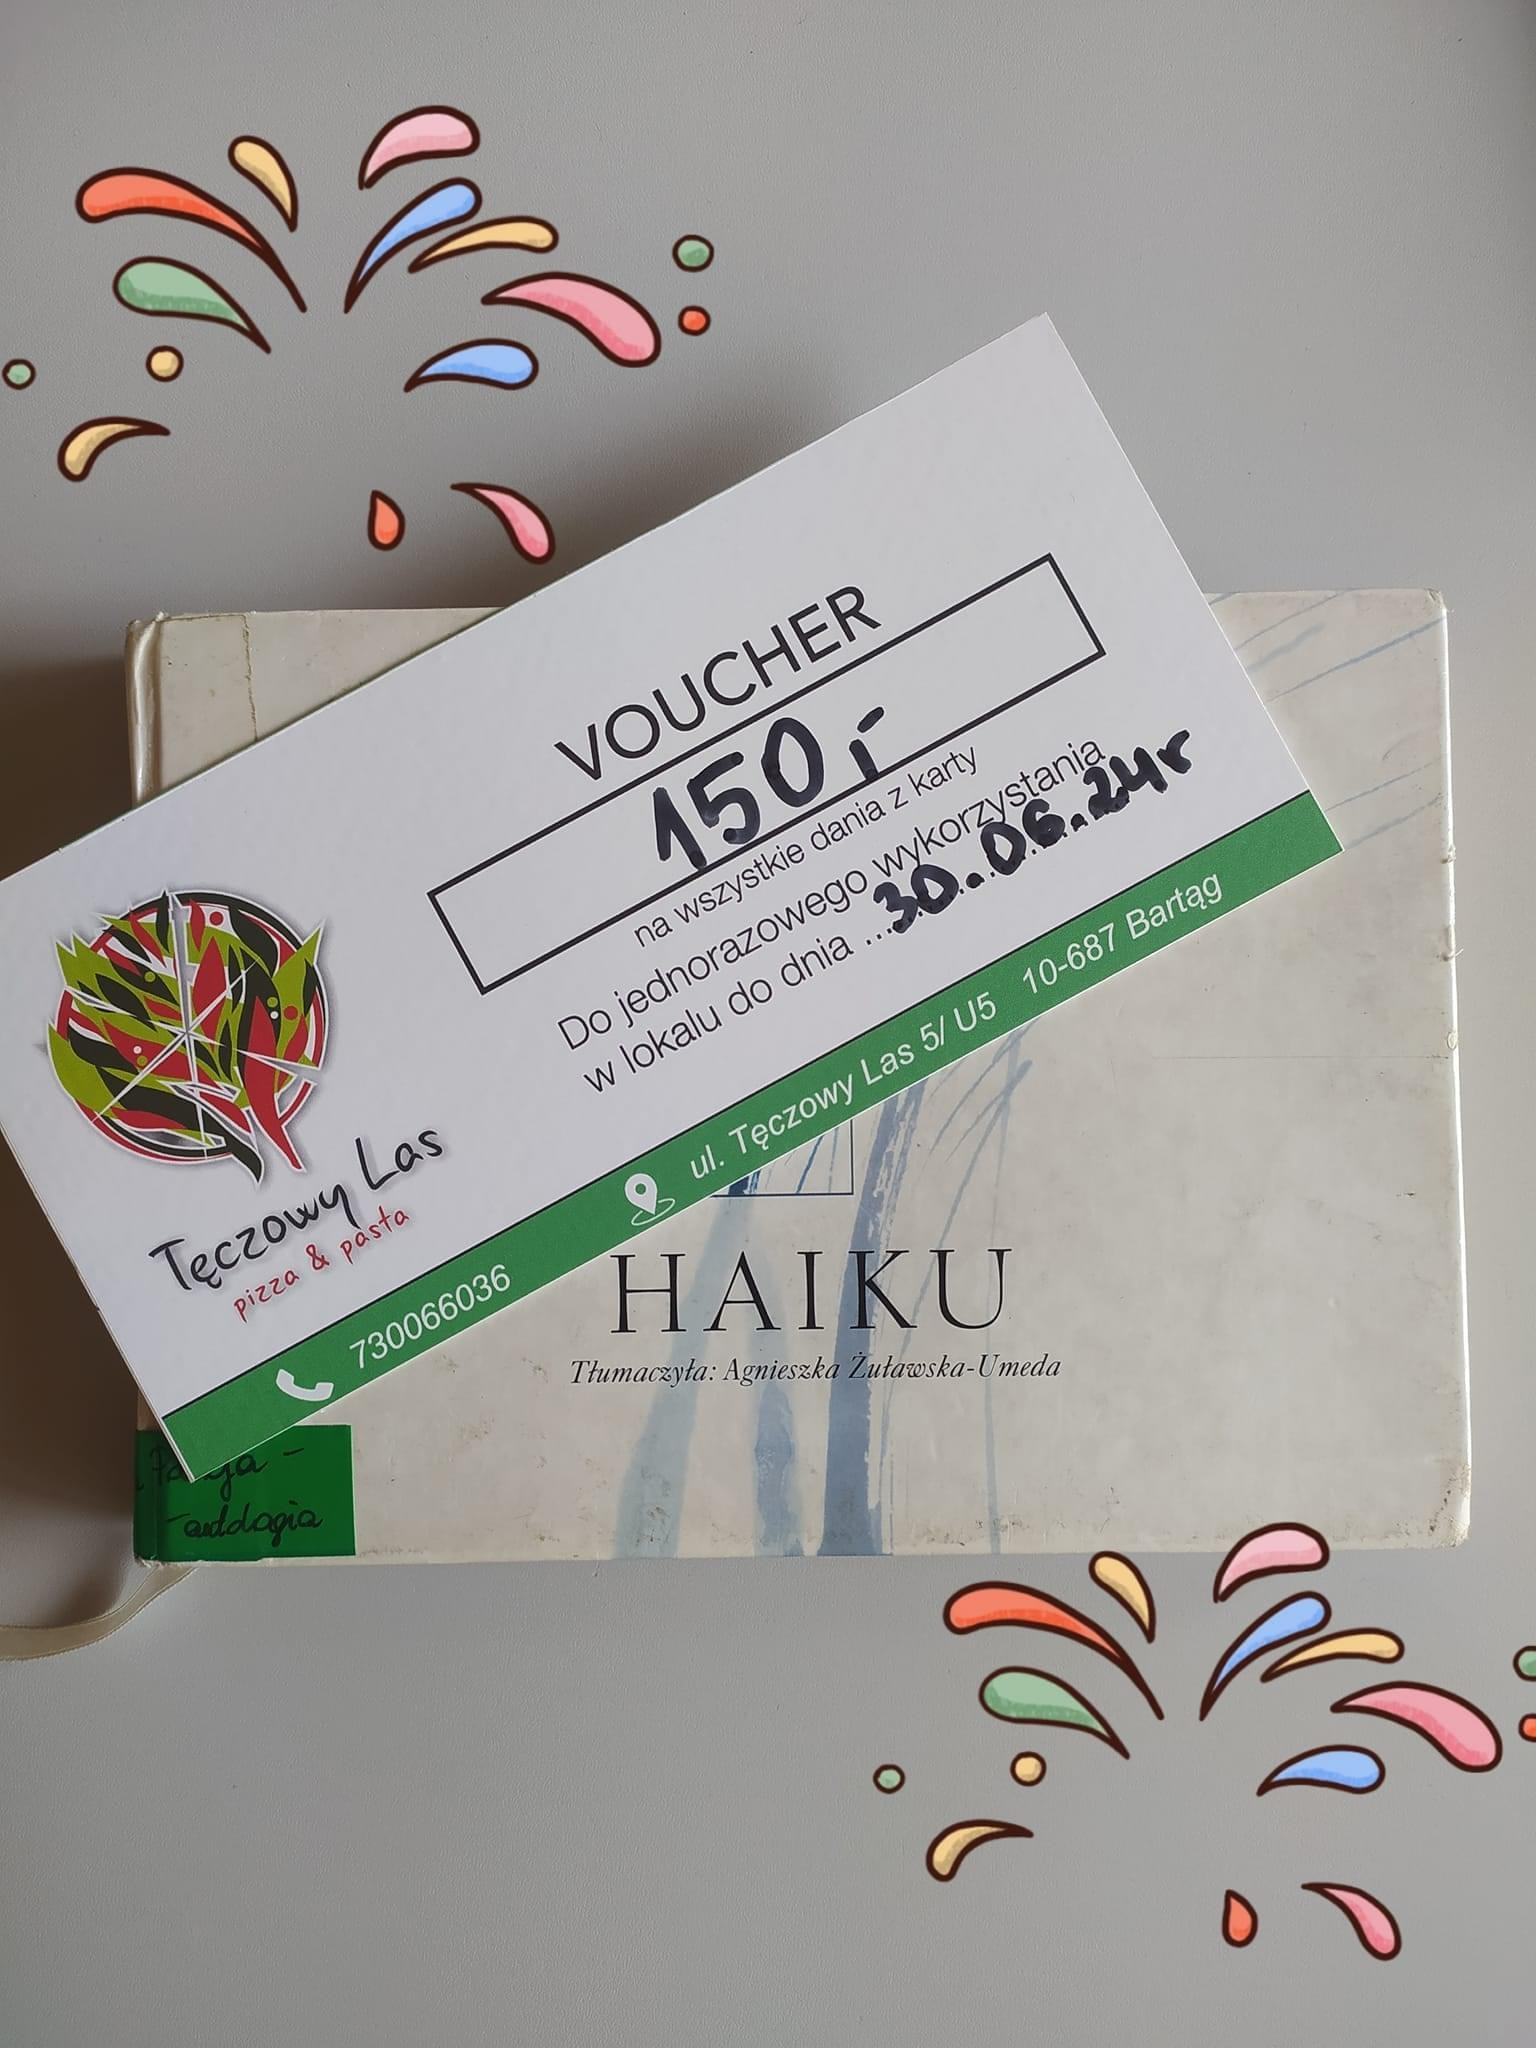 VOUCHER
150,-
na wszystkie dania z karty
Do jednorazowego wykorzystania
w lokalu do dnia ...30.06.24r
Tęczowy Las
pizza & pasta
730066036
ul. Tęczowy Las 5/ U5 10-687 Bartąg
HAIKU
Tłumaczyła: Agnieszka Żuławska-Umeda
-antologia